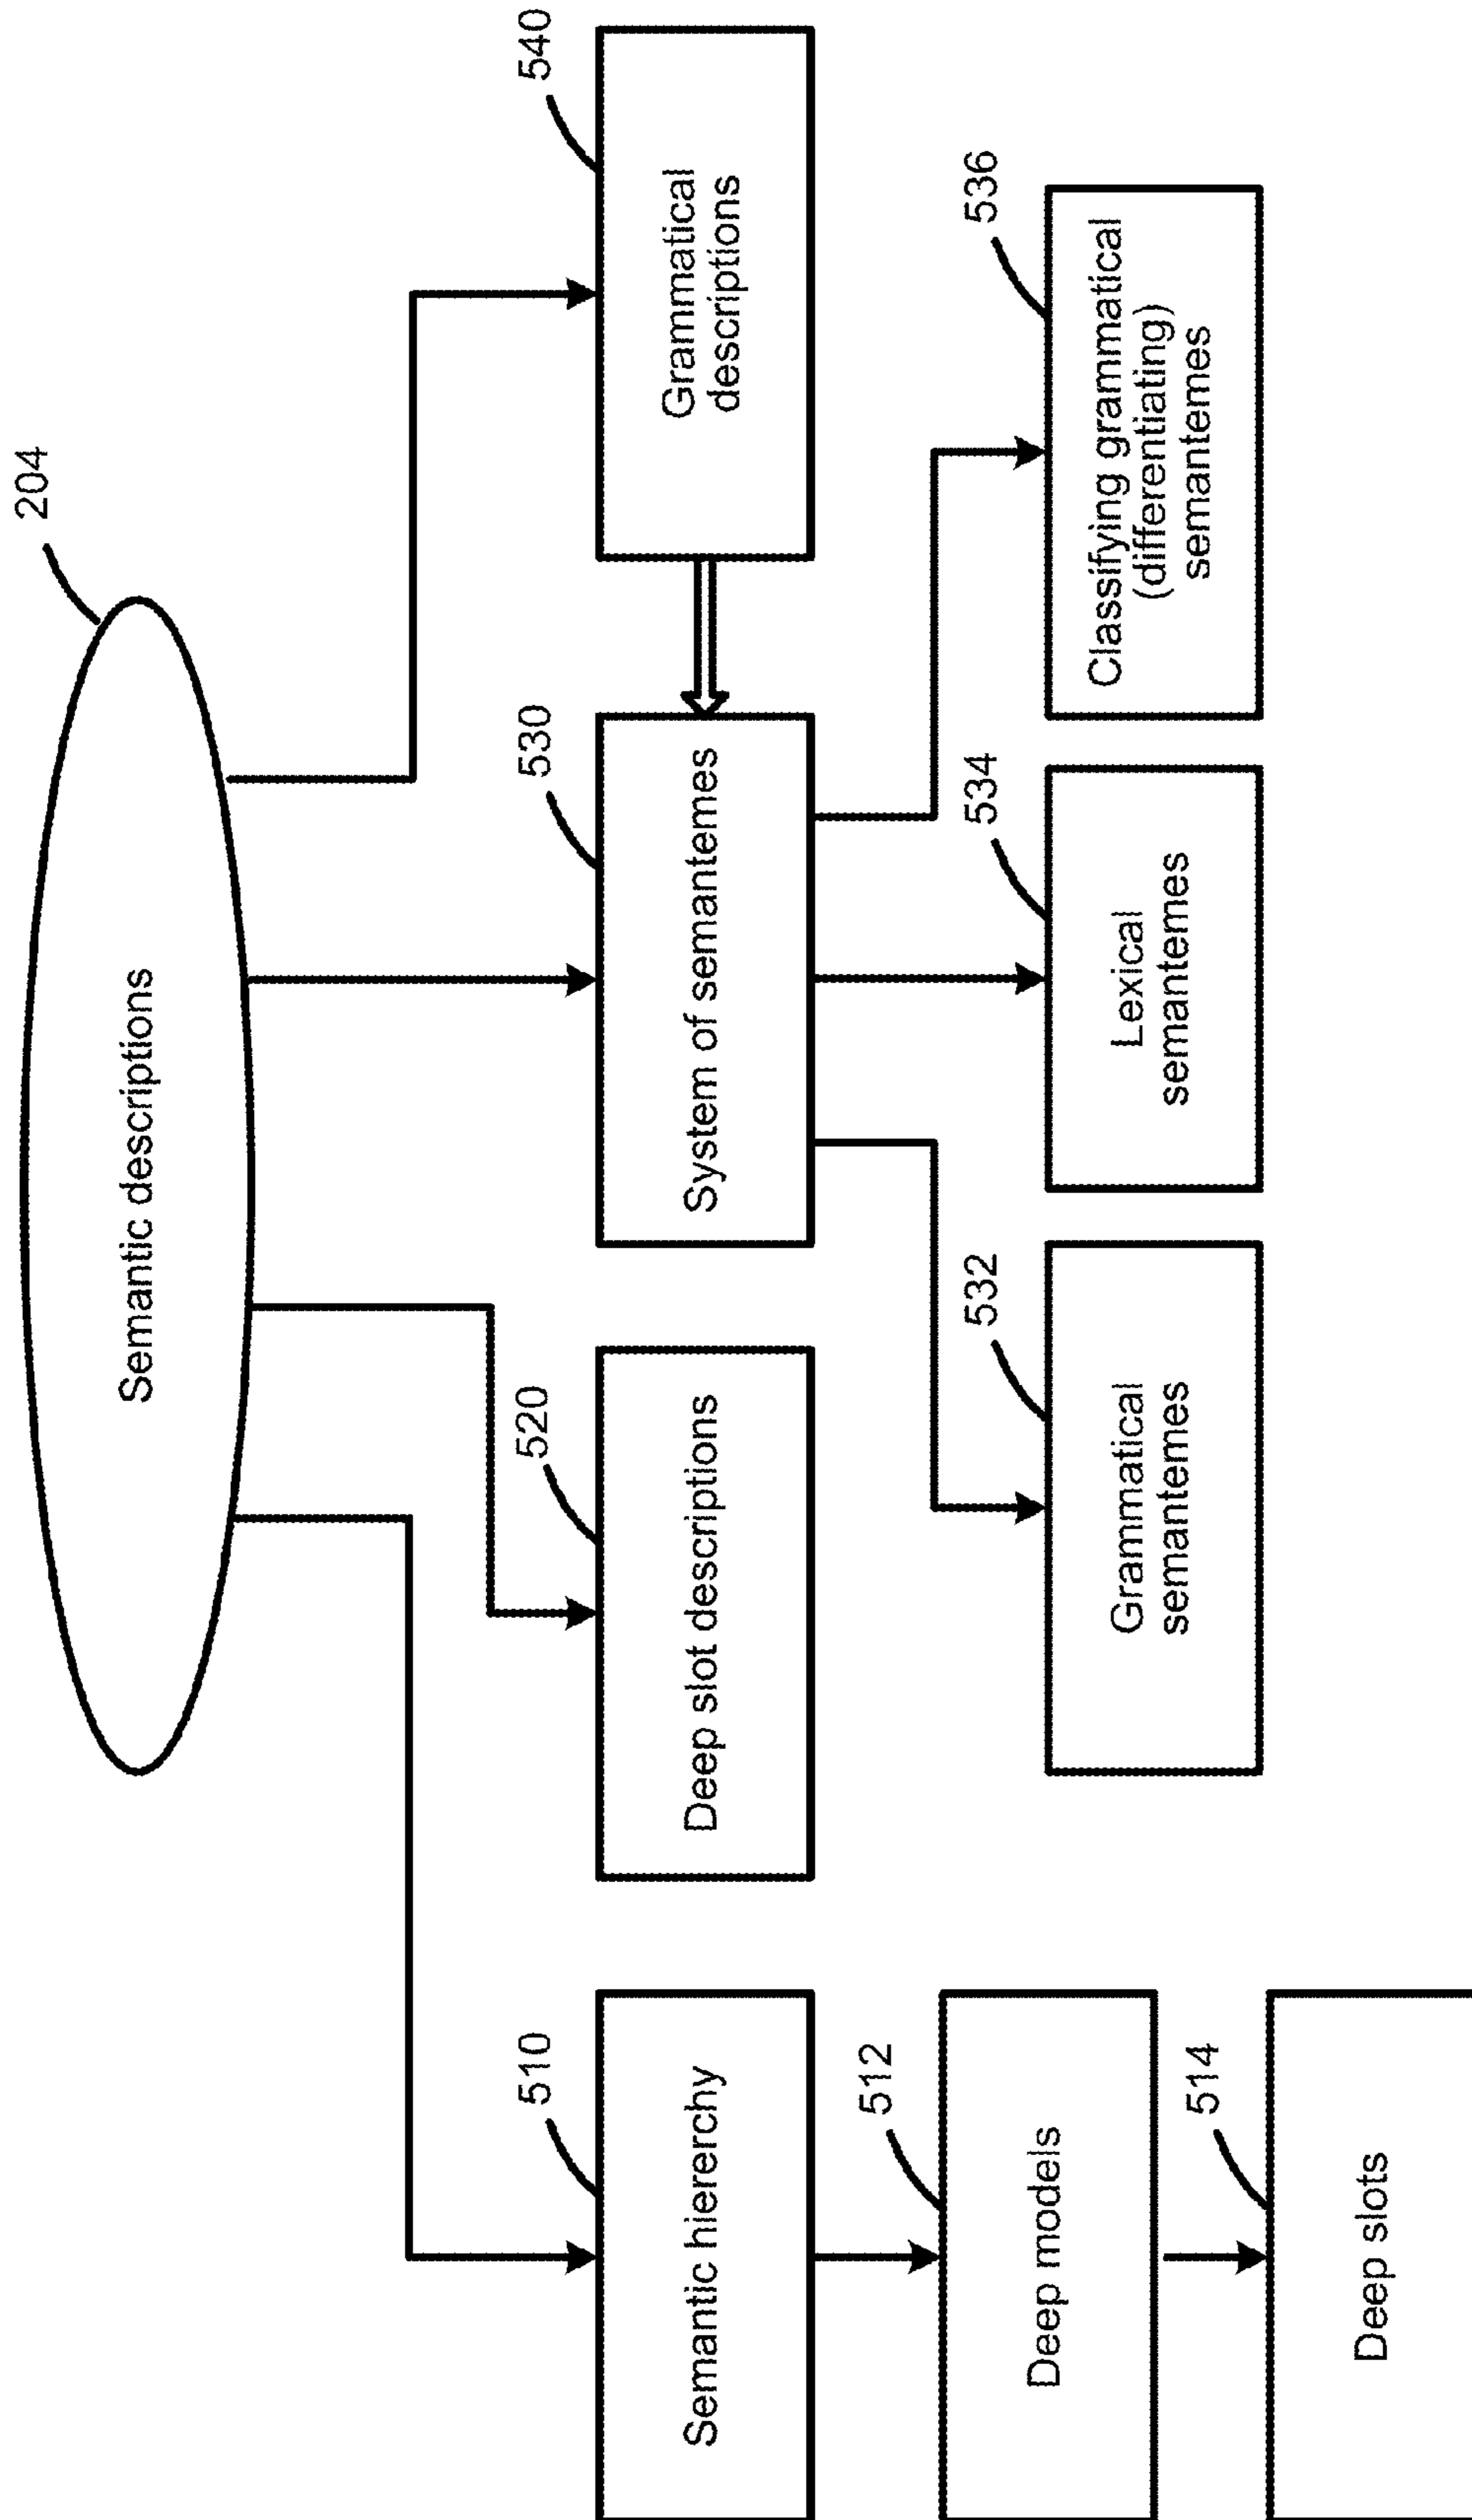 204
Semantic descriptions
510
Semantic hiererchy
520
Deep slot descriptions
530
System of semantemes
540
Grammatical
descriptions
512
Deep models
532
Grammatical
semantemes
534
Lexical
semantemes
536
Classifying grammatical
(differentiating)
semantemes
514
Deep slots